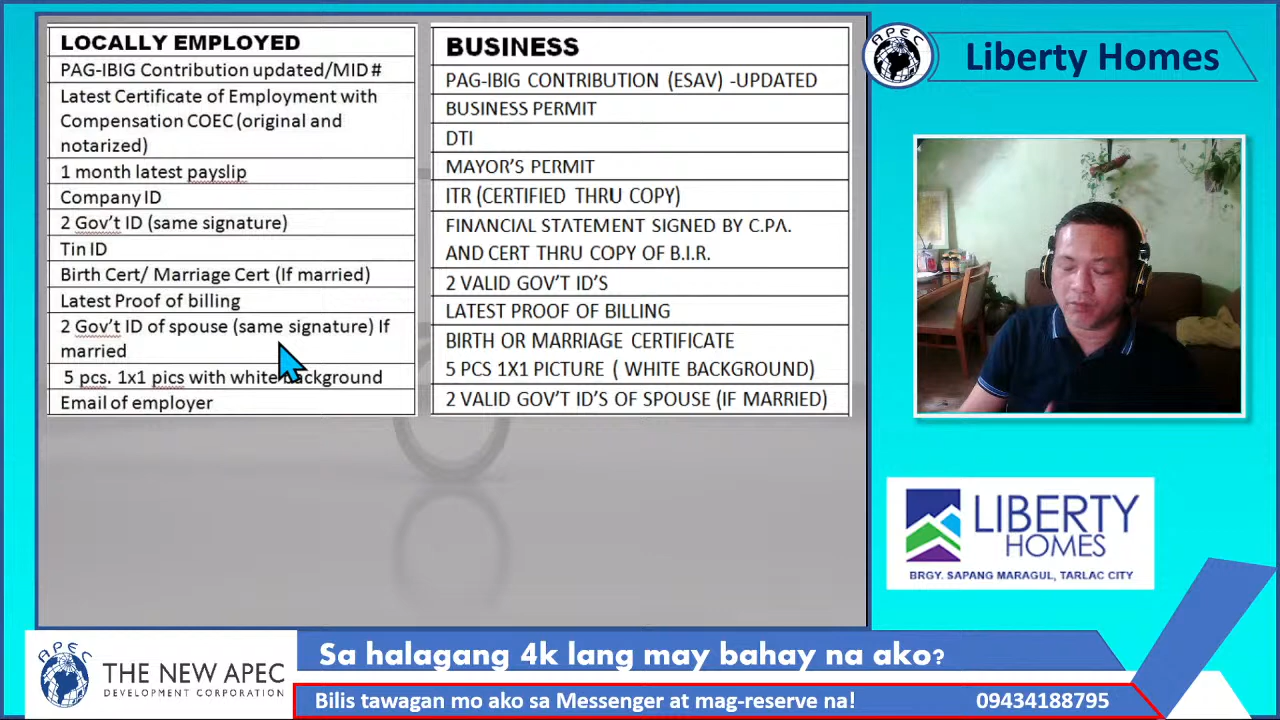 LOCALLY EMPLOYED
PAG-IBIG Contribution updated/MID #
Latest Certificate of Employment with
Compensation COEC (original and
notarized)
1 month latest payslip
Company ID
2 Gov't ID (same signature)
Tin ID
Birth Cert/ Marriage Cert (If married)
Latest Proof of billing
2 Gov't ID of spouse (same signature) If
married
5 pcs. 1x1 pics with white background
Email of employer
BUSINESS
PAG-IBIG CONTRIBUTION (ESAV) -UPDATED
BUSINESS PERMIT
DTI
MAYOR'S PERMIT
ITR (CERTIFIED THRU COPY)
FINANCIAL STATEMENT SIGNED BY C.PA.
AND CERT THRU COPY OF B.I.R.
2 VALID GOV'T ID'S
LATEST PROOF OF BILLING
BIRTH OR MARRIAGE CERTIFICATE
5 PCS 1X1 PICTURE ( WHITE BACKGROUND)
2 VALID GOV'T ID'S OF SPOUSE (IF MARRIED)
APEC
Liberty Homes
LIBERTY
HOMES
BRGY. SAPANG MARAGUL, TARLAC CITY
APEC
THE NEW APEC
DEVELOPMENT CORPORATION
Sa halagang 4k lang may bahay na ako?
Bilis tawagan mo ako sa Messenger at mag-reserve na! 09434188795